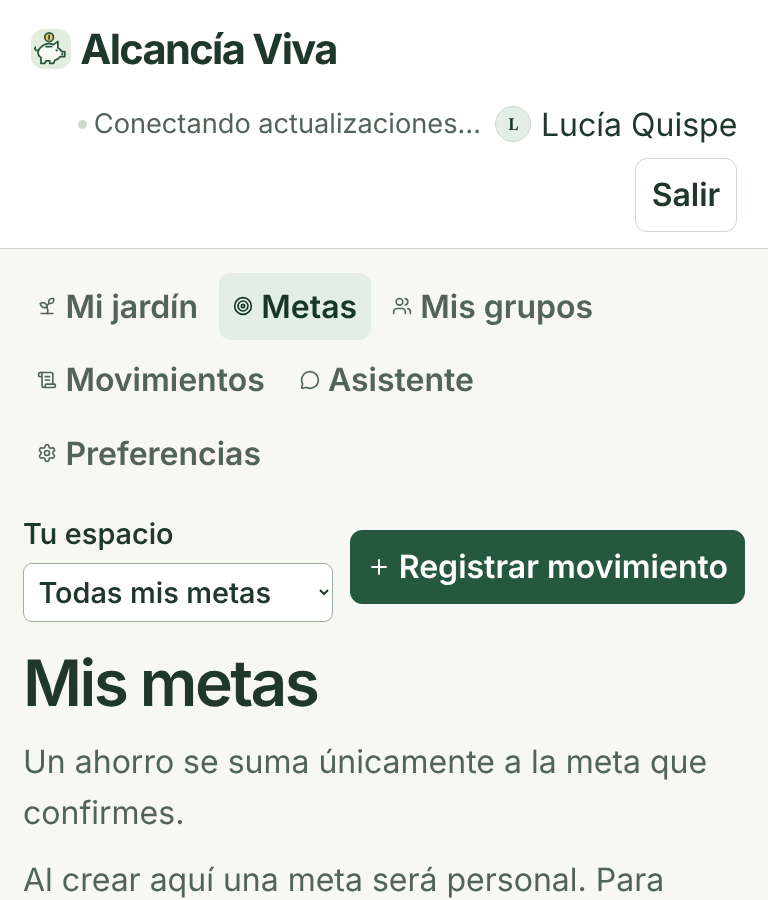 Alcancía Viva
Conectando actualizaciones...
L
Lucía Quispe
Salir
Mi jardín
Metas
Mis grupos
Movimientos
Asistente
Preferencias
Tu espacio
Todas mis metas
+ Registrar movimiento
Mis metas
Un ahorro se suma únicamente a la meta que
confirmes.
Al crear aquí una meta será personal. Para